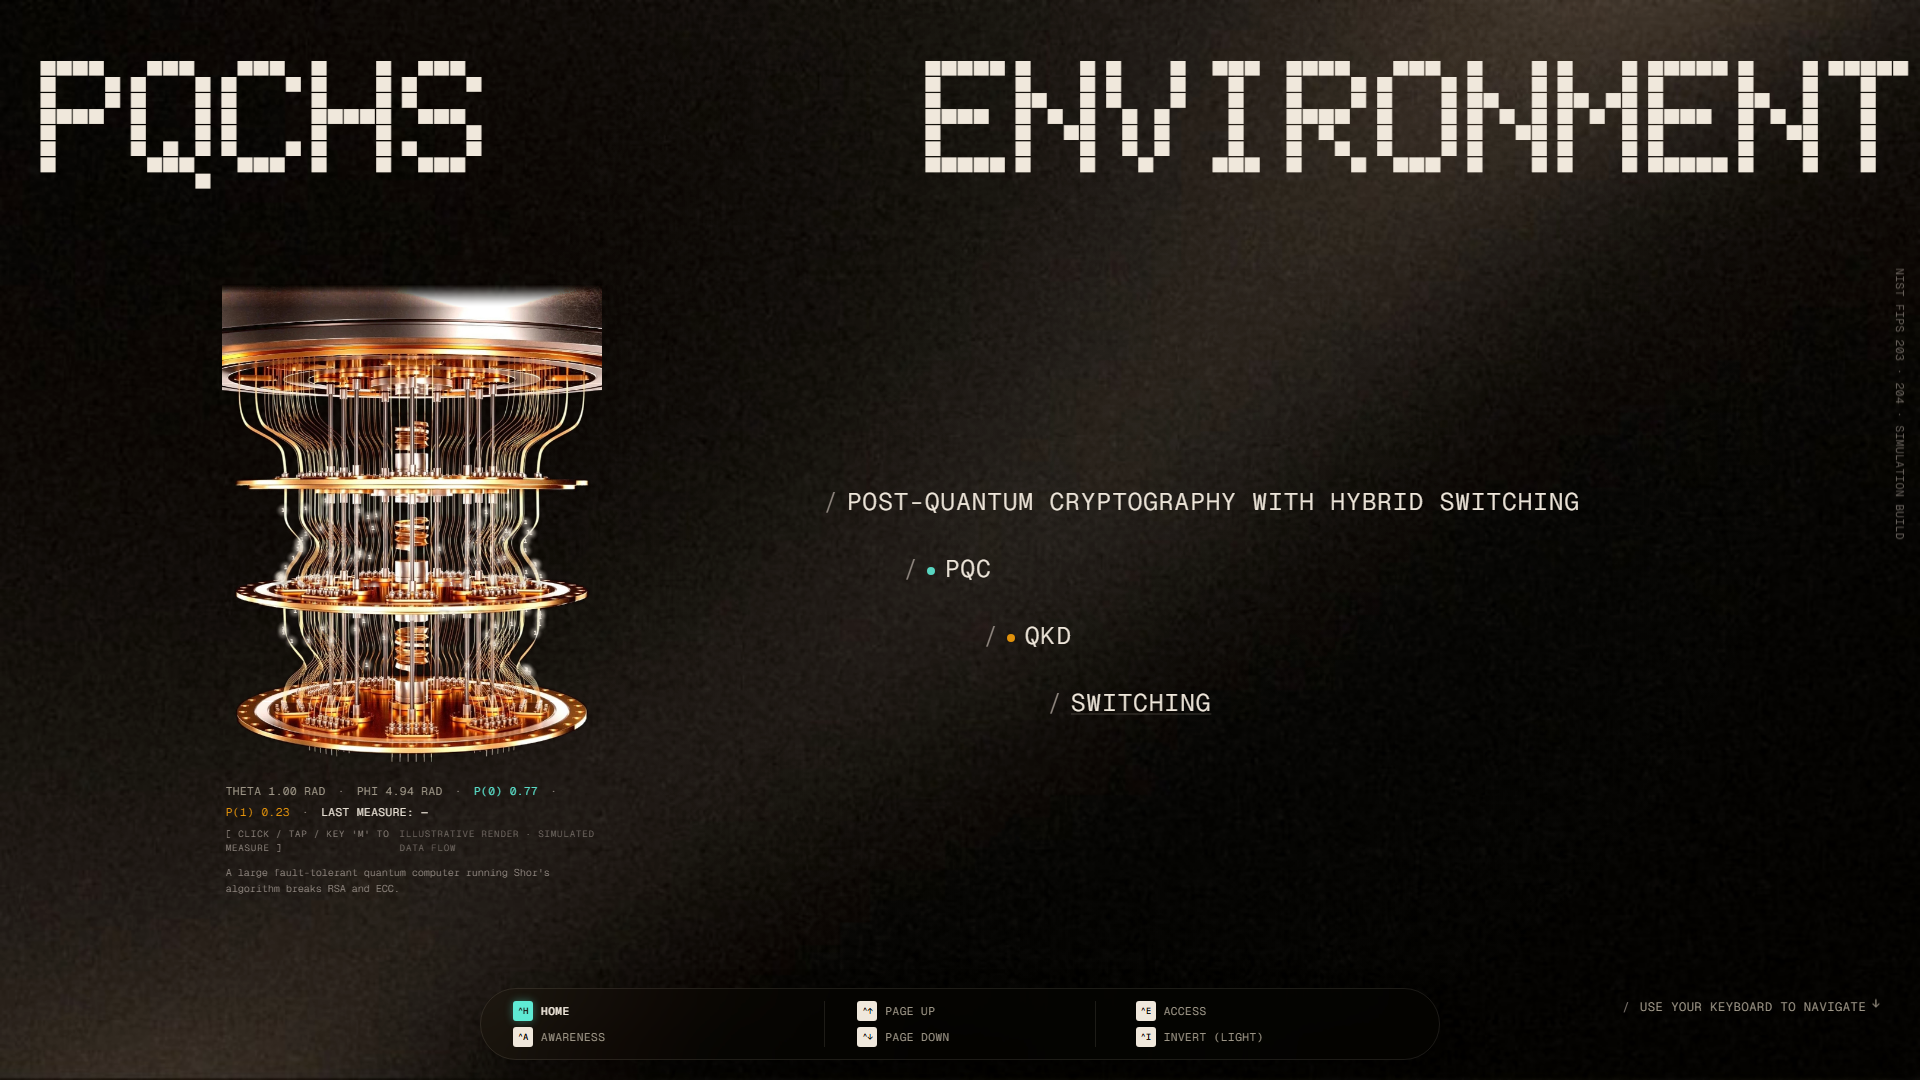 PQCHS ENVIRONMENT
NIST FIPS 203 · 204 · SIMULATION BUILD
/ POST-QUANTUM CRYPTOGRAPHY WITH HYBRID SWITCHING
/ • PQC
/ • QKD
/ SWITCHING
THETA 1.00 RAD · PHI 4.94 RAD · P(0) 0.77 ·
P(1) 0.23 · LAST MEASURE: —
[ CLICK / TAP / KEY 'M' TO
MEASURE ]
ILLUSTRATIVE RENDER · SIMULATED
DATA FLOW
A large fault-tolerant quantum computer running Shor's
algorithm breaks RSA and ECC.
^H HOME
^A AWARENESS
^↑ PAGE UP
^↓ PAGE DOWN
^E ACCESS
^I INVERT (LIGHT)
/ USE YOUR KEYBOARD TO NAVIGATE ↓